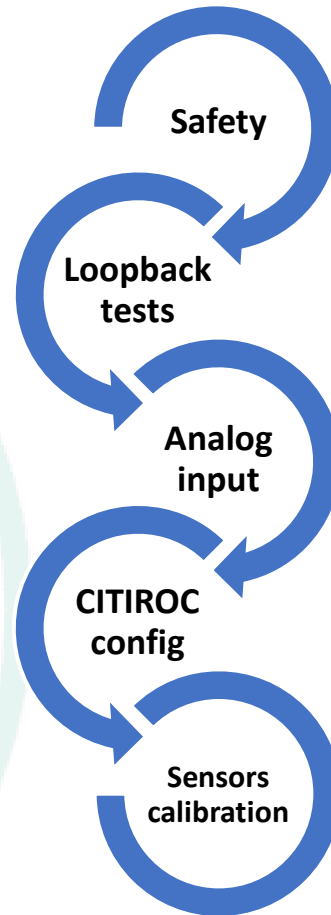 Safety
Loopback
tests
Analog
input
CITIROC
config
Sensors
calibration